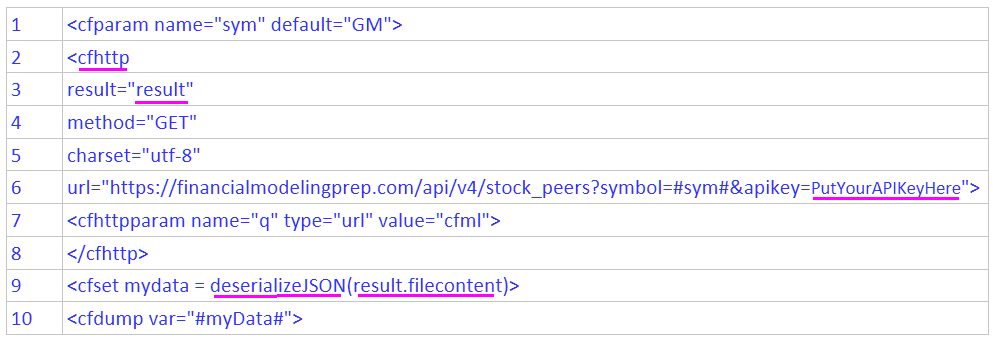 1 <cfparam name="sym" default="GM">
2 <cfhttp
3 result="result"
4 method="GET"
5 charset="utf-8"
6 url="https://financialmodelingprep.com/api/v4/stock_peers?symbol=#sym#&apikey=PutYourAPIKeyHere">
7 <cfhttpparam name="q" type="url" value="cfml">
8 </cfhttp>
9 <cfset mydata = deserializeJSON(result.filecontent)>
10 <cfdump var="#myData#">